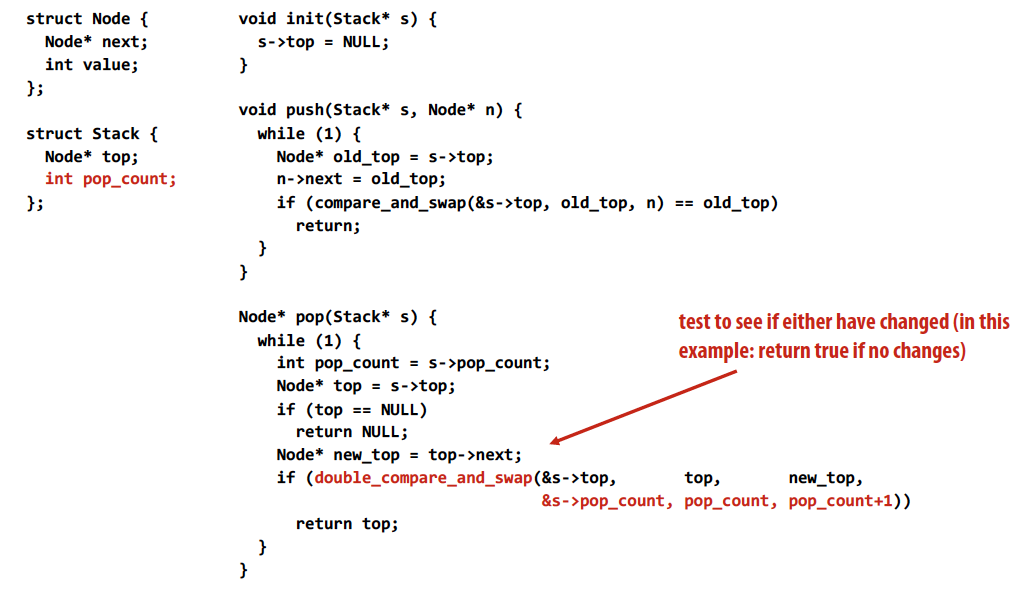 struct Node {
Node* next;
int value;
};
struct Stack {
Node* top;
int pop_count;
};
void init(Stack* s) {
s->top = NULL;
}
void push(Stack* s, Node* n) {
while (1) {
Node* old_top = s->top;
n->next = old_top;
if (compare_and_swap(&s->top, old_top, n) == old_top)
return;
}
}
Node* pop(Stack* s) {
while (1) {
int pop_count = s->pop_count;
Node* top = s->top;
if (top == NULL)
return NULL;
Node* new_top = top->next;
if (double_compare_and_swap(&s->top, top, new_top,
&s->pop_count, pop_count, pop_count+1))
return top;
}
}
test to see if either have changed (in this
example: return true if no changes)